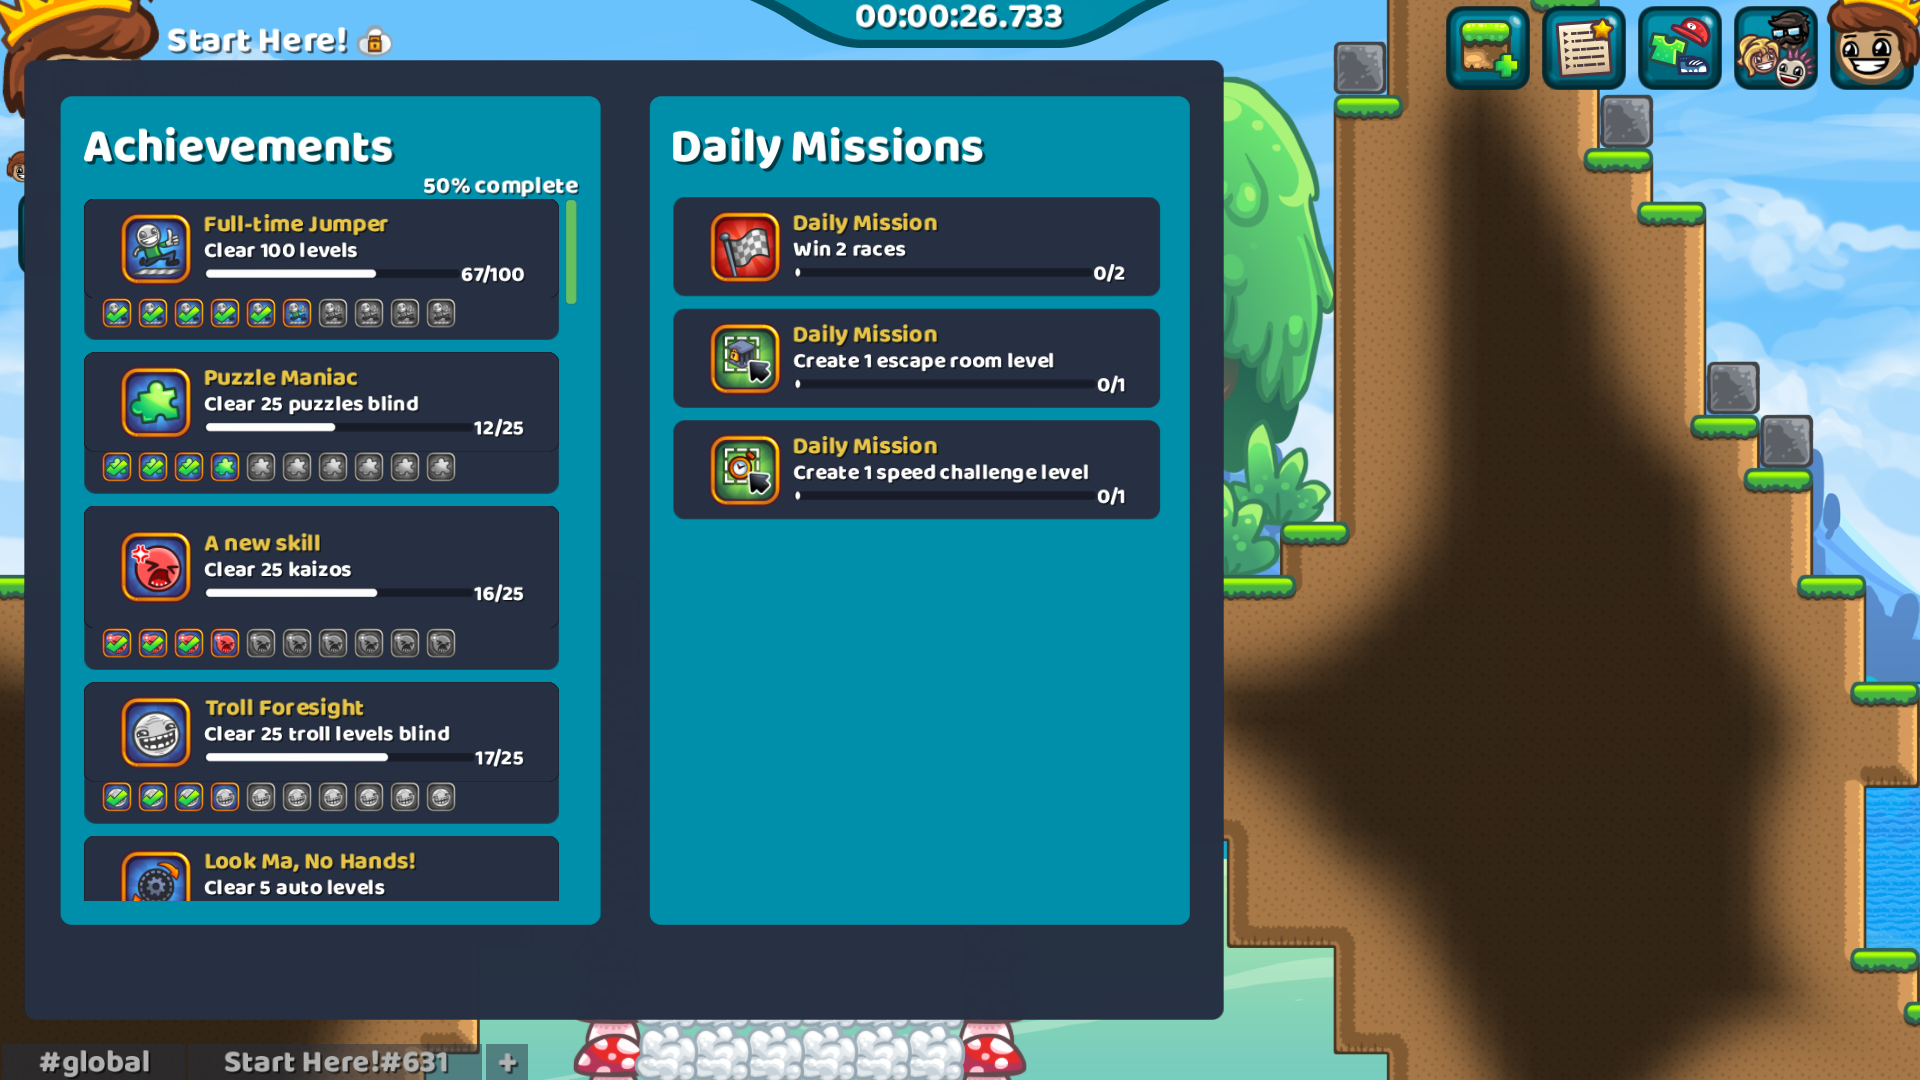 00:00:26.733
Start Here!
Achievements
50% complete
Full-time Jumper
Clear 100 levels
67/100
Puzzle Maniac
Clear 25 puzzles blind
12/25
A new skill
Clear 25 kaizos
16/25
Troll Foresight
Clear 25 troll levels blind
17/25
Look Ma, No Hands!
Clear 5 auto levels
Daily Missions
Daily Mission
Win 2 races
0/2
Daily Mission
Create 1 escape room level
0/1
Daily Mission
Create 1 speed challenge level
0/1
#global
Start Here!#631
+